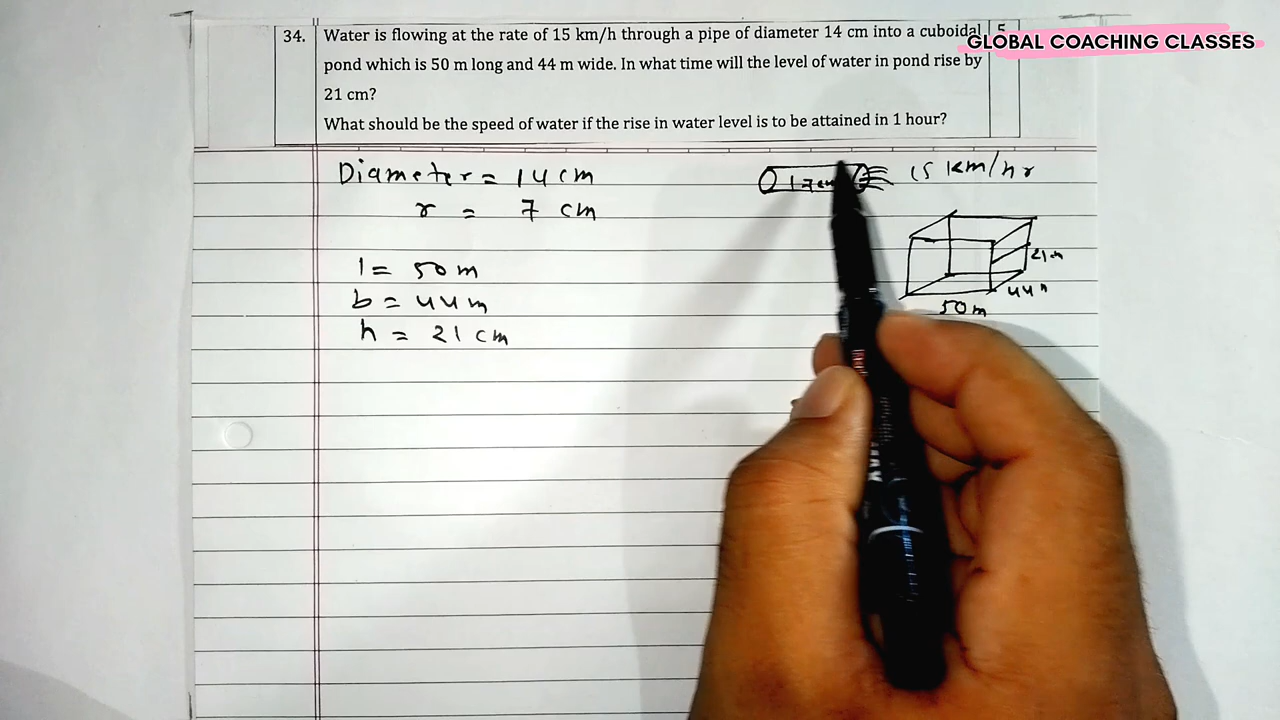 34. Water is flowing at the rate of 15 km/h through a pipe of diameter 14 cm into a cuboidal 5
GLOBAL COACHING CLASSES
pond which is 50 m long and 44 m wide. In what time will the level of water in pond rise by
21 cm?
What should be the speed of water if the rise in water level is to be attained in 1 hour?
Diameter = 14 cm
15 km/hr
r = 7 cm
l = 50 m
b = 44 m
h = 21 cm
44
50 m